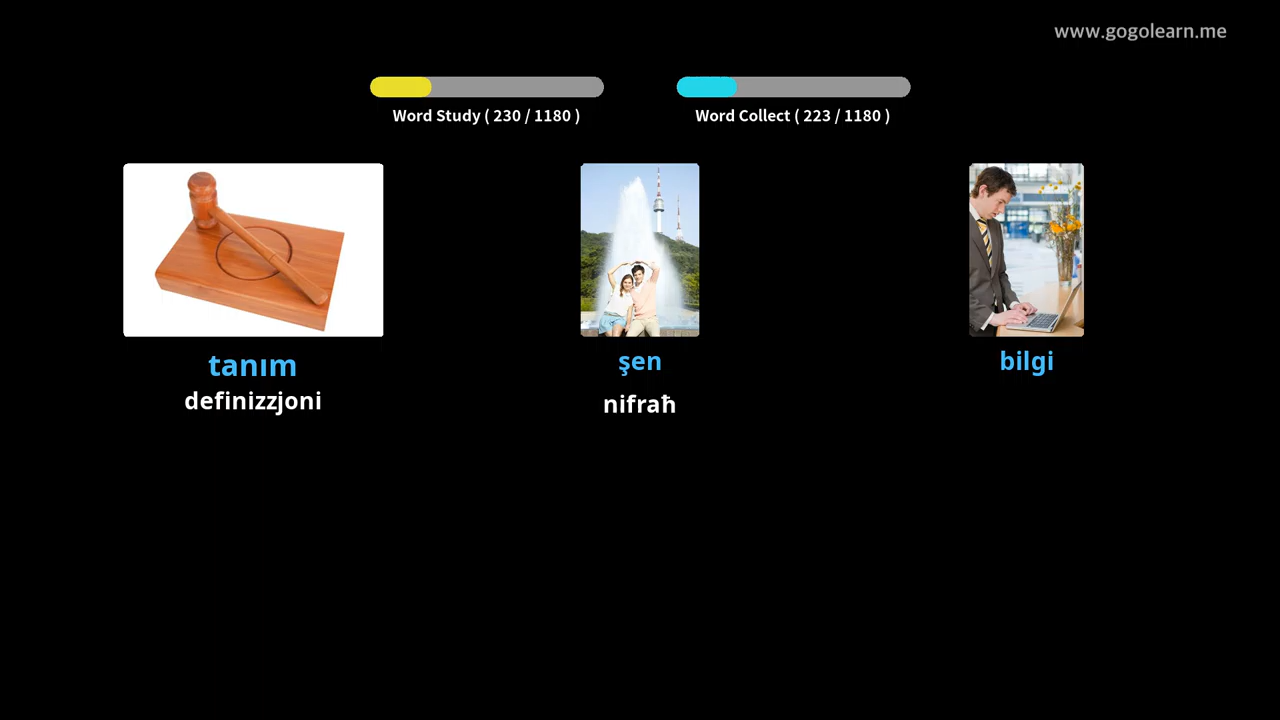 www.gogolearn.me
Word Study ( 230 / 1180 )
Word Collect ( 223 / 1180 )
tanım
şen
bilgi
definizzjoni
nifraħ